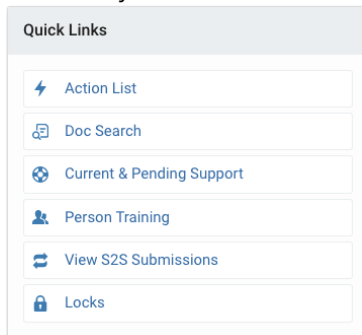 Quick Links
Action List
Doc Search
Current & Pending Support
Person Training
View S2S Submissions
Locks